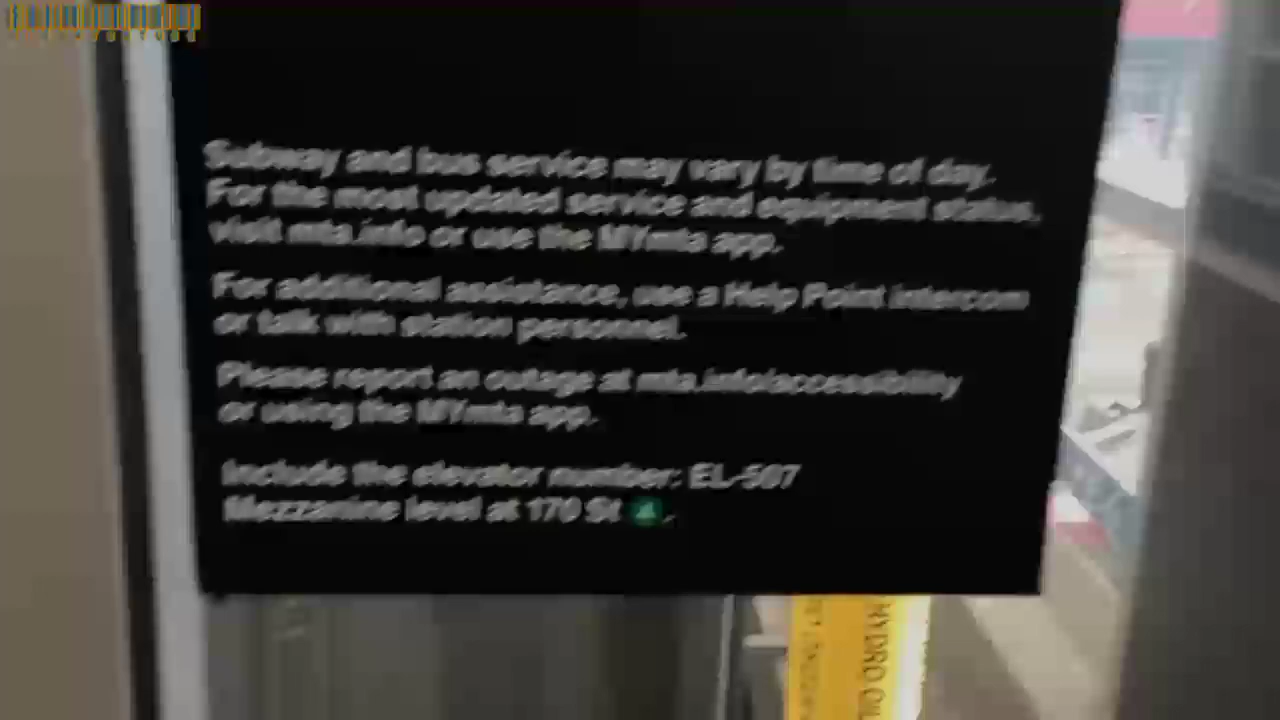 Subway and bus service may vary by time of day.
For the most updated service and equipment status,
visit mta.info or use the MYmta app.
For additional assistance, use a Help Point intercom
or talk with station personnel.
Please report an outage at mta.info/accessibility
or using the MYmta app.
Include the elevator number: EL-507
Mezzanine level at 170 St 4.
HYDRO OIL